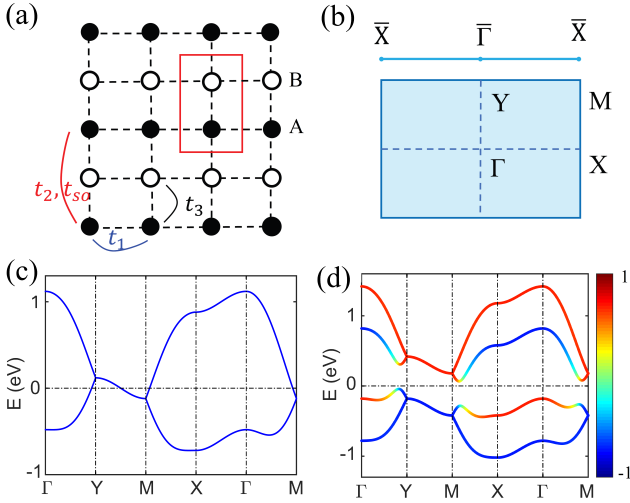 (a)
B
A
t₂, tₛₒ
t₃
t₁
(b)
X̄ Γ̄ X̄
Y M
Γ X
(c)
E (eV)
1
0
-1
Γ Y M X Γ M
(d)
E (eV)
1
0
-1
Γ Y M X Γ M
1
-1